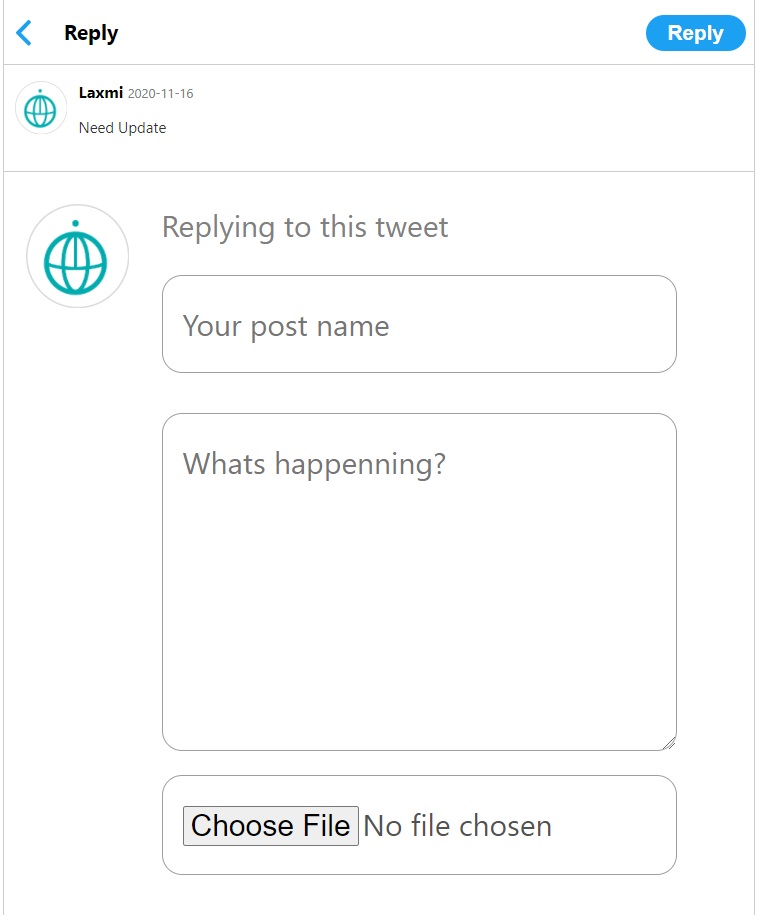 Reply Reply
Laxmi 2020-11-16
Need Update
Replying to this tweet
Your post name
Whats happenning?
Choose File No file chosen